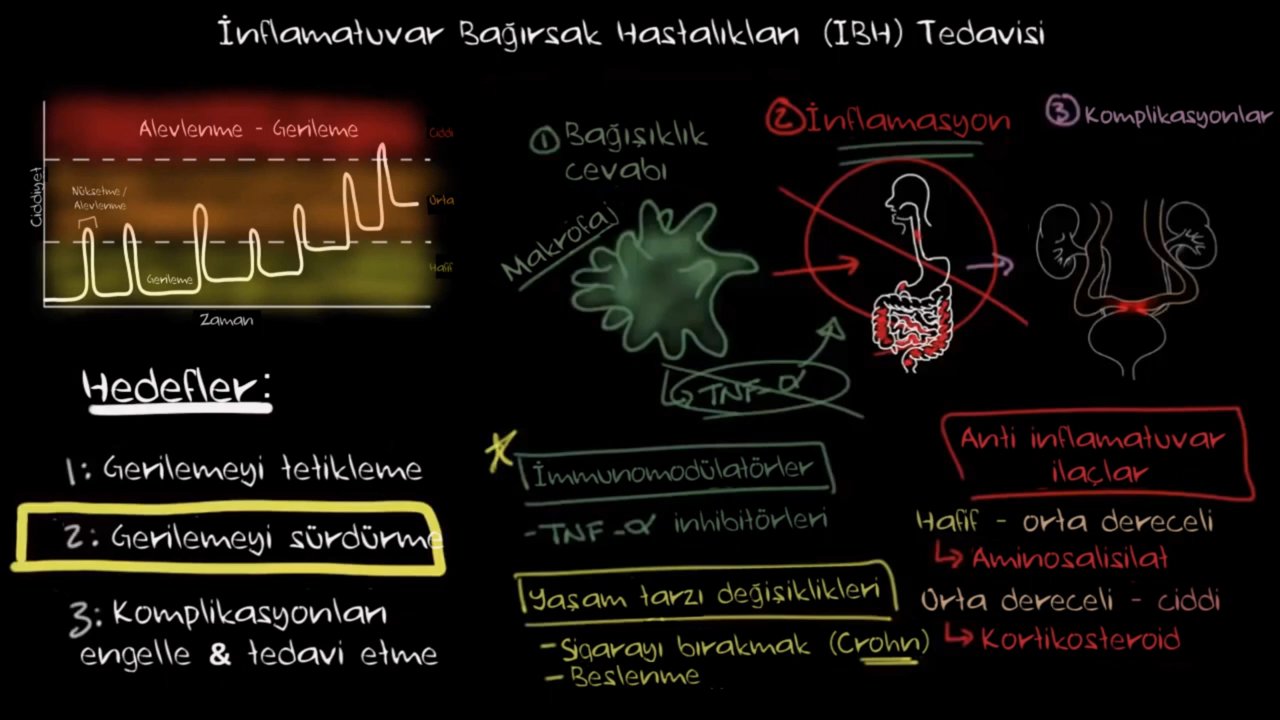 İnflamatuvar Bağırsak Hastalıkları (IBH) Tedavisi
Alevlenme - Gerileme
Ciddi
Orta
Hafif
Ciddiyet
Nüksetme/
Alevlenme
Gerileme
Zaman
Hedefler:
1: Gerilemeyi tetikleme
2: Gerilemeyi sürdürme
3: Komplikasyonları
engelle & tedavi etme
1 Bağışıklık
cevabı
Makrofaj
TNF-α
2 İnflamasyon
3 Komplikasyonlar
İmmunomodülatörler
- TNF-α inhibitörleri
Yaşam tarzı değişiklikleri
- Sigarayı bırakmak (Crohn)
- Beslenme
Anti inflamatuvar
ilaçlar
Hafif - orta dereceli
↳ Aminosalisilat
Orta dereceli - ciddi
↳ Kortikosteroid